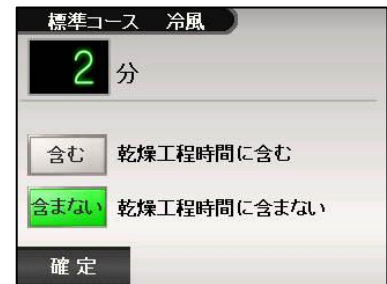 標準コース 冷風
2 分
含む 乾燥工程時間に含む
含まない 乾燥工程時間に含まない
確定